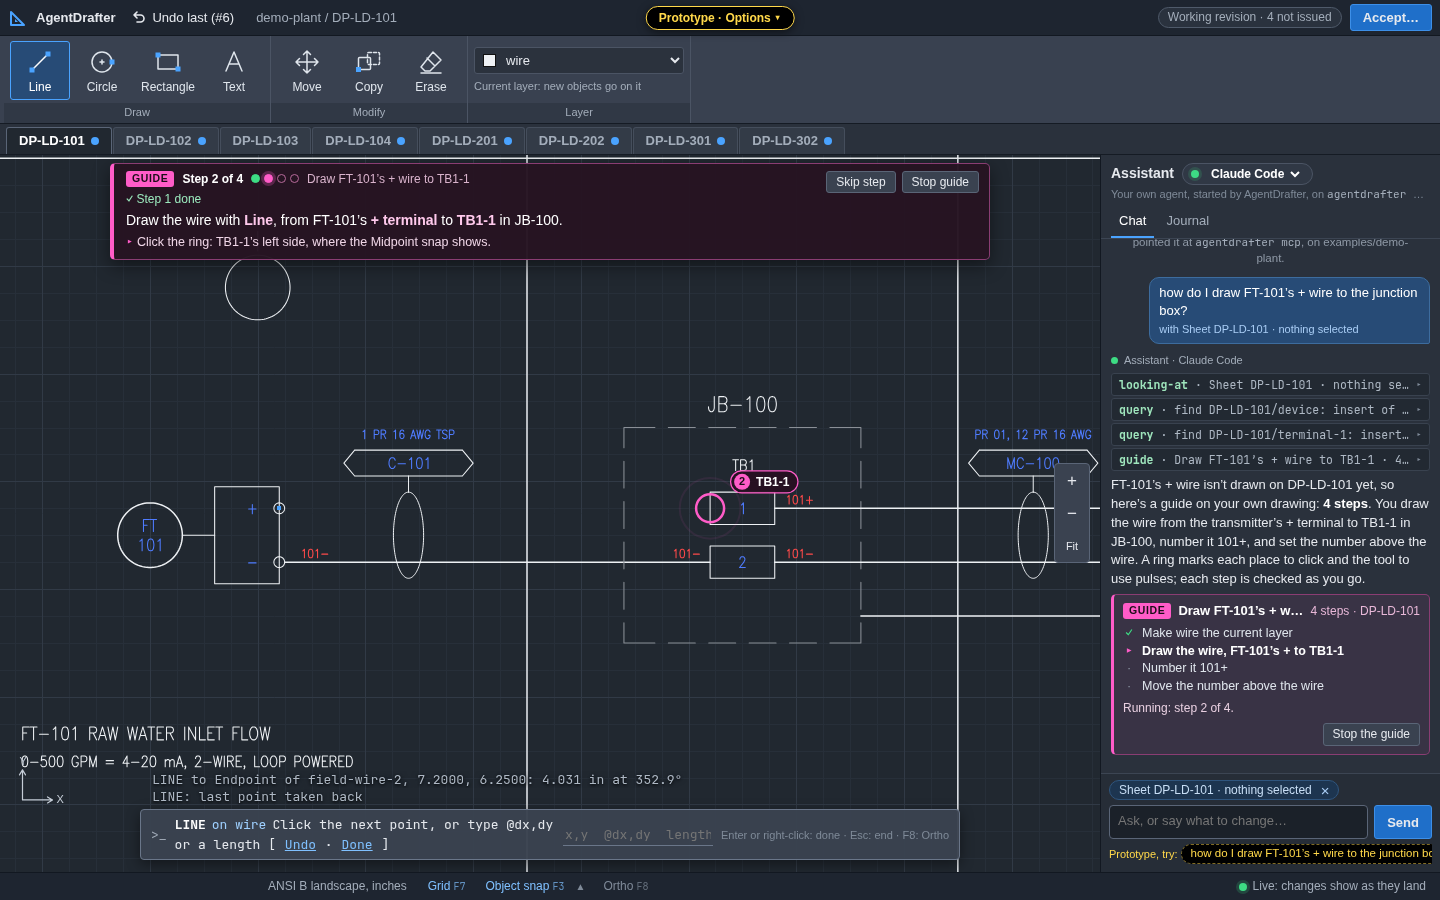 AgentDrafter Undo last (#6) demo-plant / DP-LD-101 Prototype · Options ▾ Working revision · 4 not issued Accept…
Line Circle Rectangle Text Move Copy Erase
wire
Current layer: new objects go on it
Draw Modify Layer
DP-LD-101 DP-LD-102 DP-LD-103 DP-LD-104 DP-LD-201 DP-LD-202 DP-LD-301 DP-LD-302
GUIDE Step 2 of 4 Draw FT-101's + wire to TB1-1 Skip step Stop guide
✓ Step 1 done
Draw the wire with Line, from FT-101's + terminal to TB1-1 in JB-100.
▸ Click the ring: TB1-1's left side, where the Midpoint snap shows.
JB-100
1 PR 16 AWG TSP
C-101
PR 01, 12 PR 16 AWG
MC-100
TB1
2 TB1-1
101+
1
FT
101
+
−
101-
101-
2
101-
+
−
Fit
FT-101 RAW WATER INLET FLOW
0-500 GPM = 4-20 mA, 2-WIRE, LOOP POWERED
Y
X
LINE to Endpoint of field-wire-2, 7.2000, 6.2500: 4.031 in at 352.9°
LINE: last point taken back
>_ LINE on wire Click the next point, or type @dx,dy
or a length [ Undo · Done ]
x,y @dx,dy length
Enter or right-click: done · Esc: end · F8: Ortho
Assistant Claude Code
Your own agent, started by AgentDrafter, on agentdrafter …
Chat Journal
pointed it at agentdrafter mcp, on examples/demo-
plant.
how do I draw FT-101's + wire to the junction
box?
with Sheet DP-LD-101 · nothing selected
Assistant · Claude Code
looking-at · Sheet DP-LD-101 · nothing se… ▸
query · find DP-LD-101/device: insert of … ▸
query · find DP-LD-101/terminal-1: insert… ▸
guide · Draw FT-101's + wire to TB1-1 · 4… ▸
FT-101's + wire isn't drawn on DP-LD-101 yet, so
here's a guide on your own drawing: 4 steps. You draw
the wire from the transmitter's + terminal to TB1-1 in
JB-100, number it 101+, and set the number above the
wire. A ring marks each place to click and the tool to
use pulses; each step is checked as you go.
GUIDE Draw FT-101's + w… 4 steps · DP-LD-101
✓ Make wire the current layer
▸ Draw the wire, FT-101's + to TB1-1
· Number it 101+
· Move the number above the wire
Running: step 2 of 4.
Stop the guide
Sheet DP-LD-101 · nothing selected ×
Ask, or say what to change…
Send
Prototype, try: how do I draw FT-101's + wire to the junction bo
ANSI B landscape, inches Grid F7 Object snap F3 ▴ Ortho F8 Live: changes show as they land